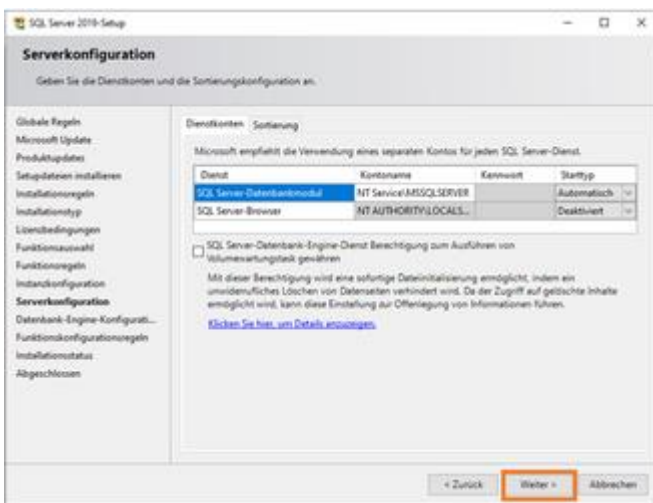 SQL Server 2019-Setup
Serverkonfiguration
Geben Sie die Dienstkonten und die Sortierungskonfiguration an.
Globale Regeln
Microsoft Update
Produktupdates
Setupdateien installieren
Installationsregeln
Installationstyp
Lizenzbedingungen
Funktionsauswahl
Funktionsregeln
Instanzkonfiguration
Serverkonfiguration
Datenbank-Engine-Konfigurati...
Funktionskonfigurationsregeln
Installationsstatus
Abgeschlossen
Dienstkonten Sortierung
Microsoft empfiehlt die Verwendung eines separaten Kontos für jeden SQL Server-Dienst.
Dienst Kontoname Kennwort Starttyp
SQL Server-Datenbankmodul NT Service\MSSQLSERVER Automatisch
SQL Server-Browser NT AUTHORITY\LOCALS... Deaktiviert
SQL Server-Datenbank-Engine-Dienst Berechtigung zum Ausführen von
Volumewartungstask gewähren
Mit dieser Berechtigung wird eine sofortige Dateiinitialisierung ermöglicht, indem ein
unwiderrufliches Löschen von Datenseiten verhindert wird. Da der Zugriff auf gelöschte Inhalte
ermöglicht wird, kann diese Einstellung zur Offenlegung von Informationen führen.
Klicken Sie hier, um Details anzuzeigen.
< Zurück Weiter > Abbrechen